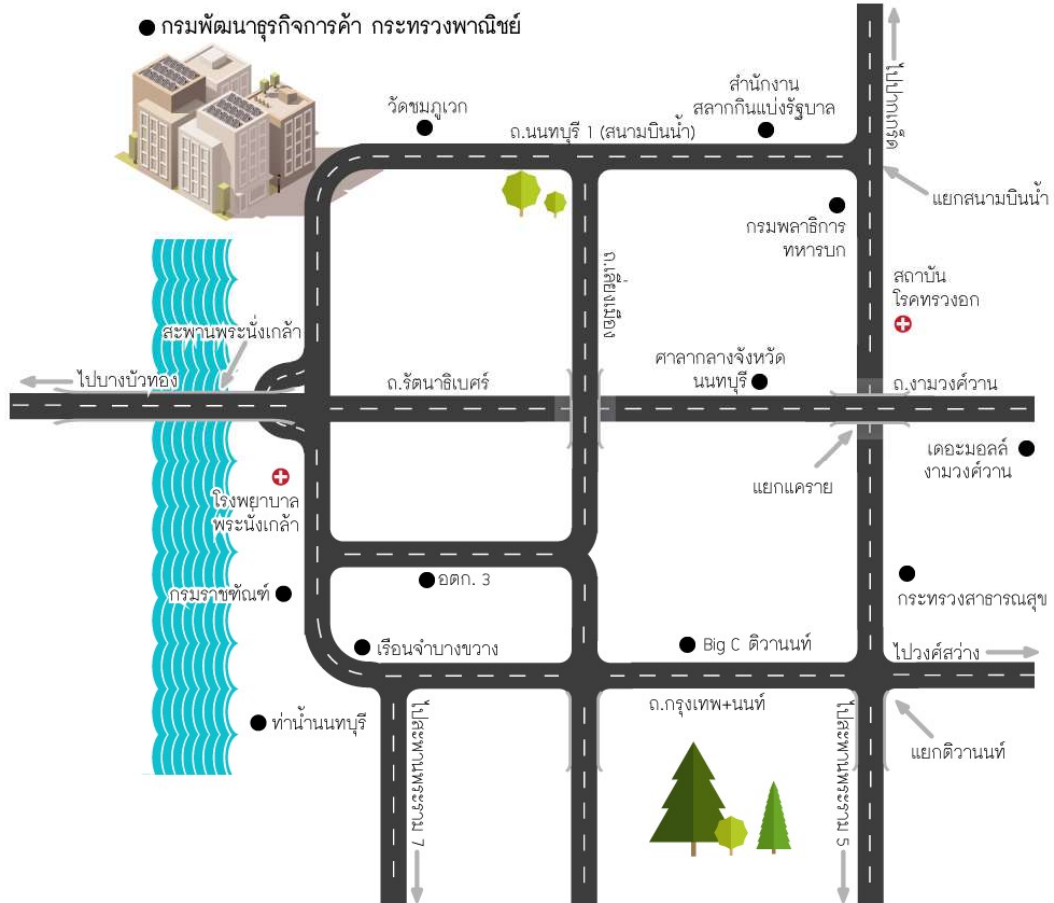 กรมพัฒนาธุรกิจการค้า กระทรวงพาณิชย์
วัดชมภูเวก
สำนักงาน
สลากกินแบ่งรัฐบาล
ถ.นนทบุรี 1 (สนามบินน้ำ)
ไปปากเกร็ด
แยกสนามบินน้ำ
กรมพลาธิการ
ทหารบก
ถ.เลี่ยงเมือง
สถาบัน
โรคทรวงอก
สะพานพระนั่งเกล้า
ศาลากลางจังหวัด
นนทบุรี
ไปบางบัวทอง
ถ.รัตนาธิเบศร์
ถ.งามวงศ์วาน
เดอะมอลล์
งามวงศ์วาน
แยกแคราย
โรงพยาบาล
พระนั่งเกล้า
อตก. 3
กรมราชทัณฑ์
กระทรวงสาธารณสุข
เรือนจำบางขวาง
Big C ติวานนท์
ไปวงศ์สว่าง
ถ.กรุงเทพ+นนท์
ท่าน้ำนนทบุรี
แยกติวานนท์
ไปสะพานพระราม 7
ไปสะพานพระราม 5